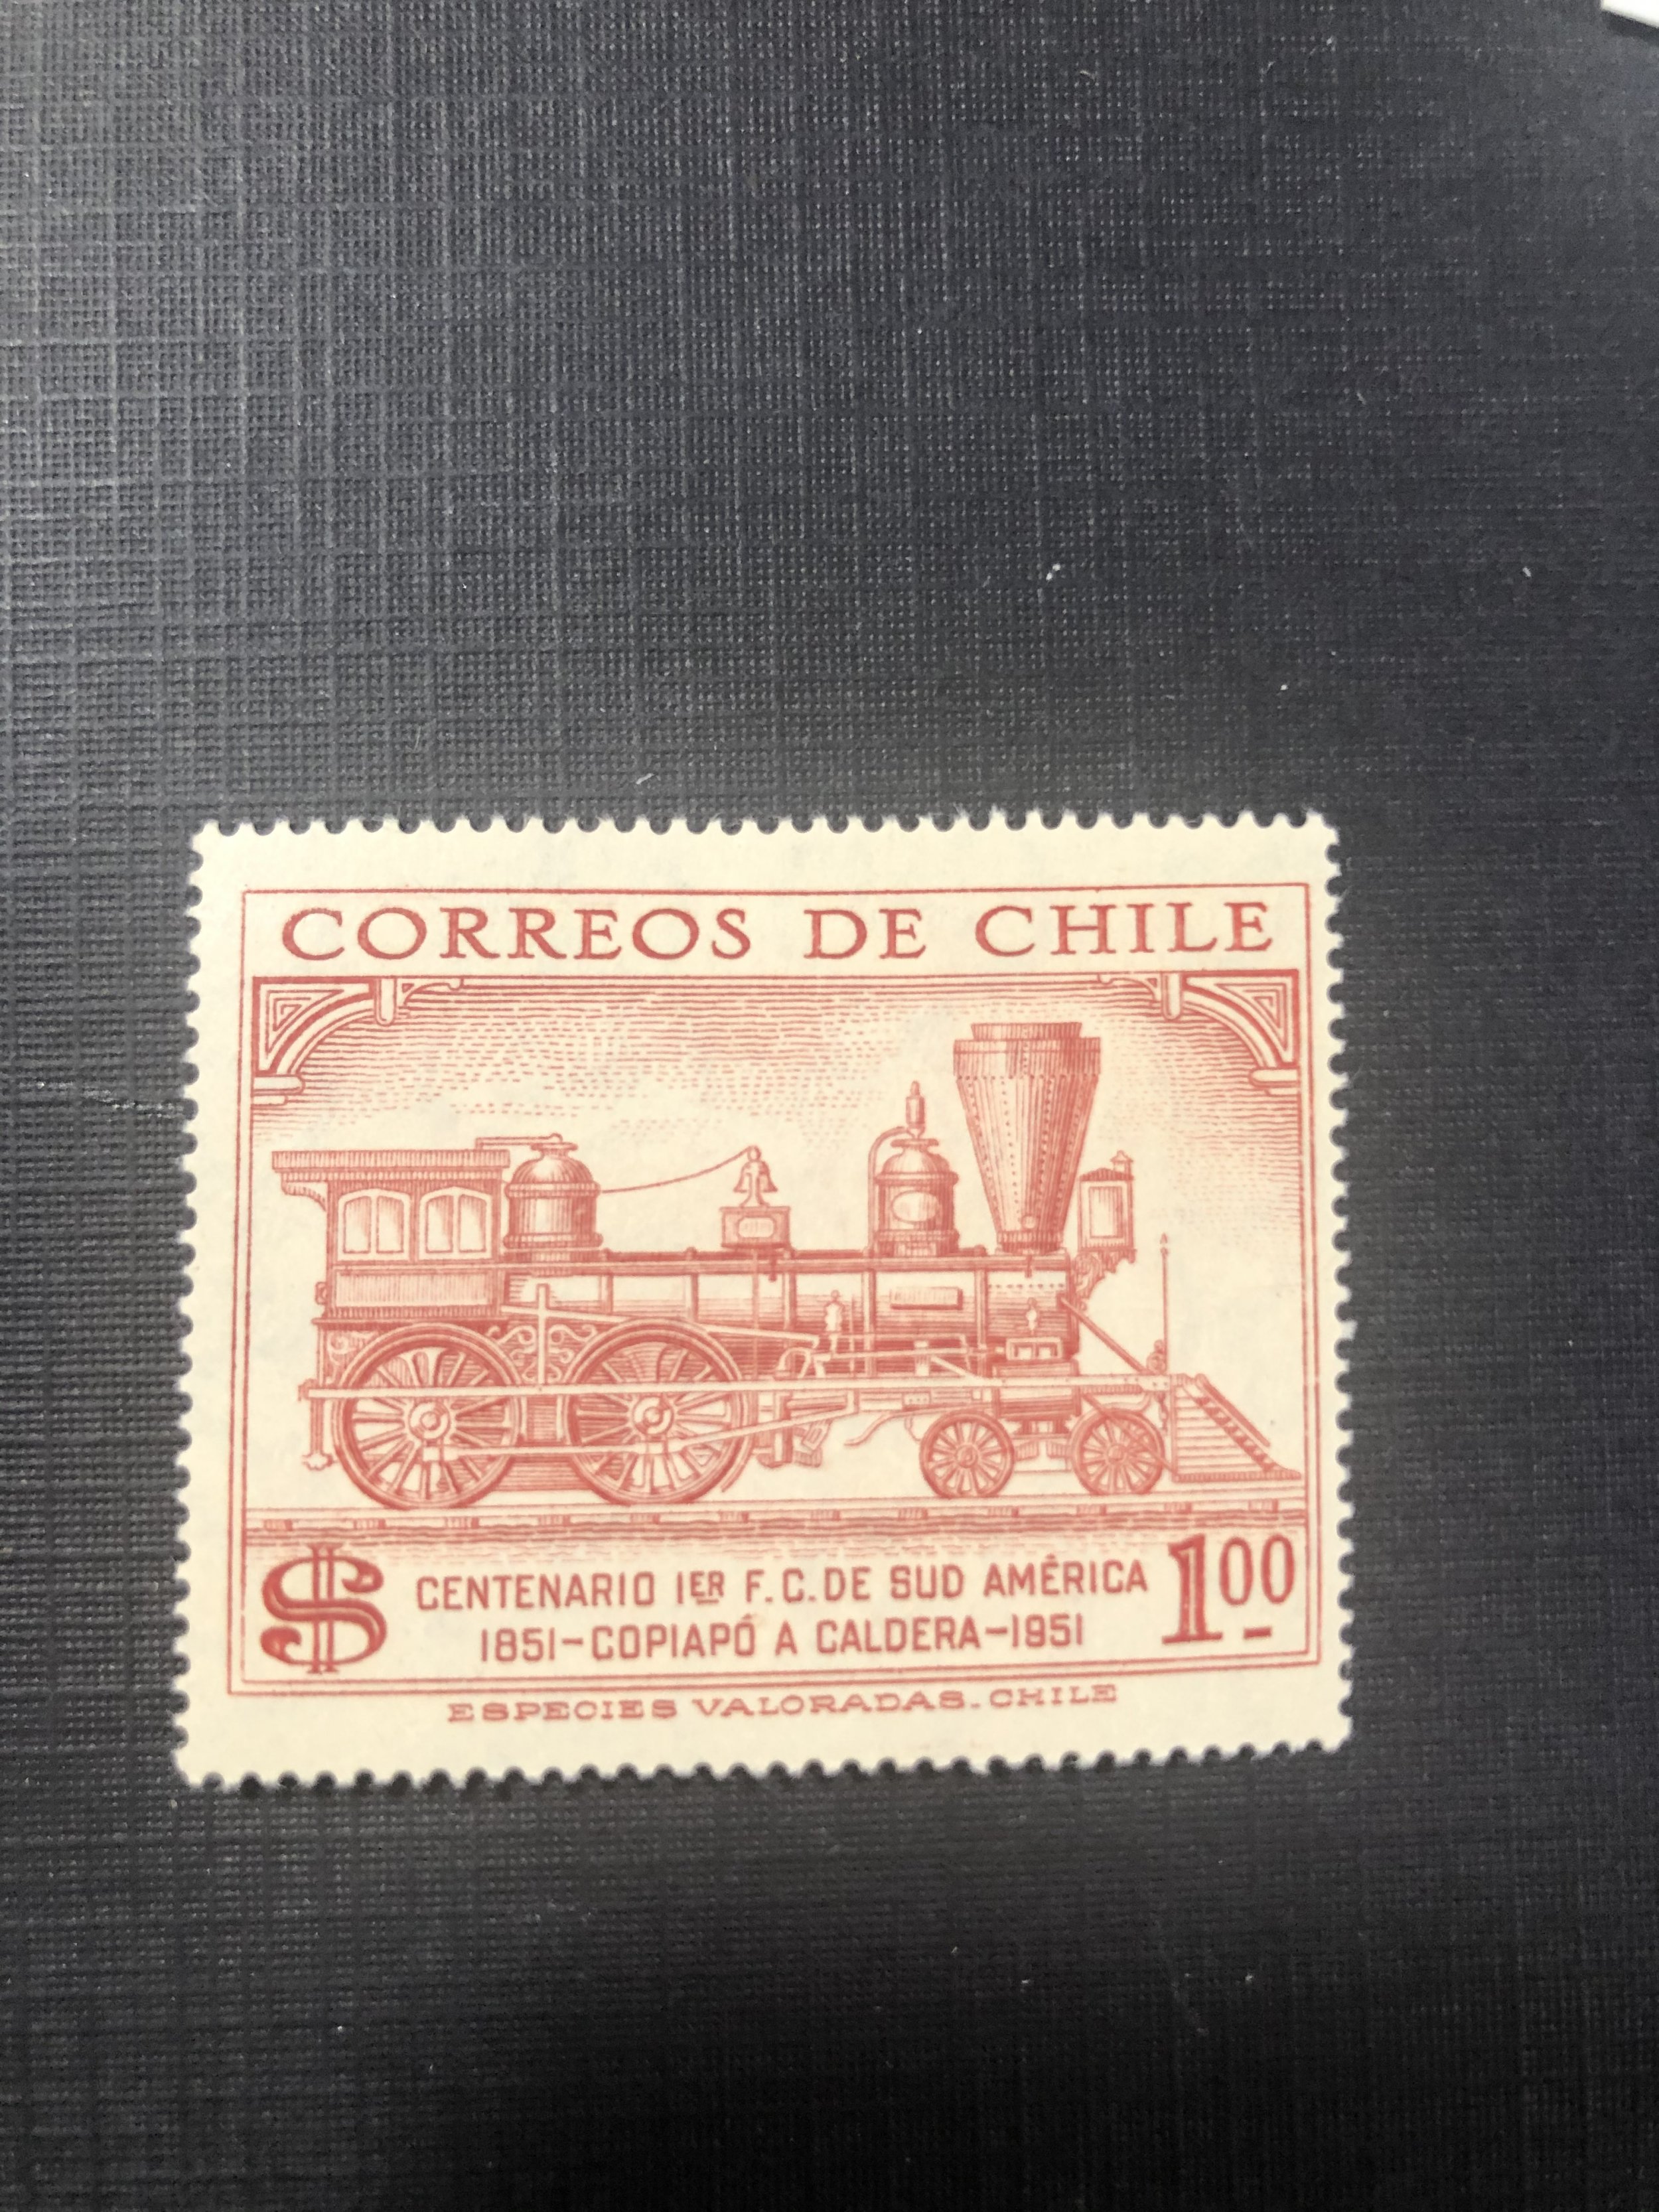 CORREOS DE CHILE
$ CENTENARIO 1ER F.C. DE SUD AMÉRICA 1.00
1851-COPIAPÓ A CALDERA-1951
ESPECIES VALORADAS. CHILE